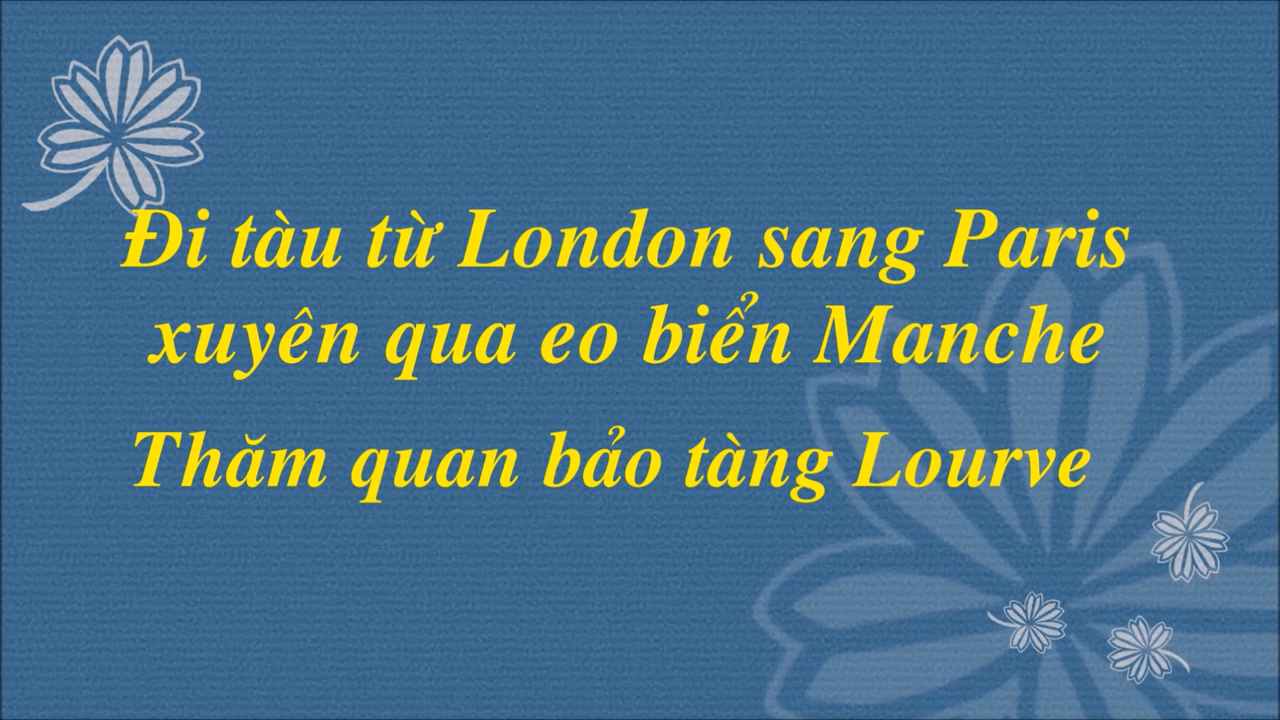 Đi tàu từ London sang Paris
xuyên qua eo biển Manche
Thăm quan bảo tàng Lourve